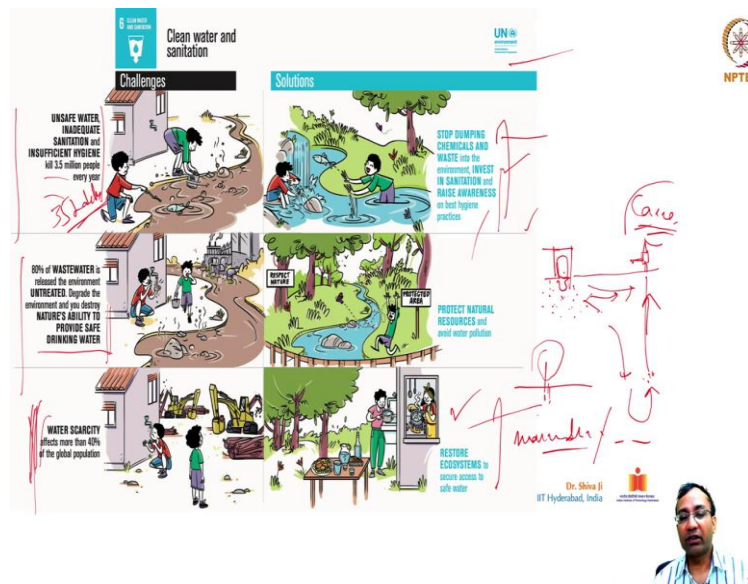 6 CLEAN WATER
AND SANITATION
Clean water and
sanitation
UN
environment
NPTEL
Challenges
Solutions
UNSAFE WATER,
INADEQUATE
SANITATION and
INSUFFICIENT HYGIENE
kill 3.5 million people
every year
STOP DUMPING
CHEMICALS AND
WASTE into the
environment, INVEST
IN SANITATION and
RAISE AWARENESS
on best hygiene
practices
80% of WASTEWATER is
released the environment
UNTREATED. Degrade the
environment and you destroy
NATURE'S ABILITY TO
PROVIDE SAFE
DRINKING WATER
RESPECT
NATURE
PROTECTED
AREA
PROTECT NATURAL
RESOURCES and
avoid water pollution
WATER SCARCITY
affects more than 40%
of the global population
RESTORE
ECOSYSTEMS to
secure access to
safe water
Dr. Shiva Ji
IIT Hyderabad, India